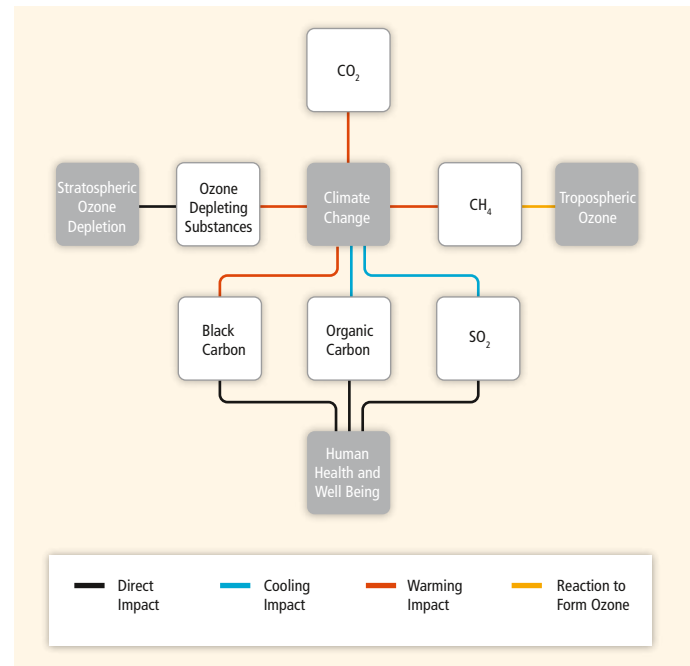 CO₂
Stratospheric
Ozone
Depletion
Ozone
Depleting
Substances
Climate
Change
CH₄
Tropospheric
Ozone
Black
Carbon
Organic
Carbon
SO₂
Human
Health and
Well Being
Direct
Impact
Cooling
Impact
Warming
Impact
Reaction to
Form Ozone